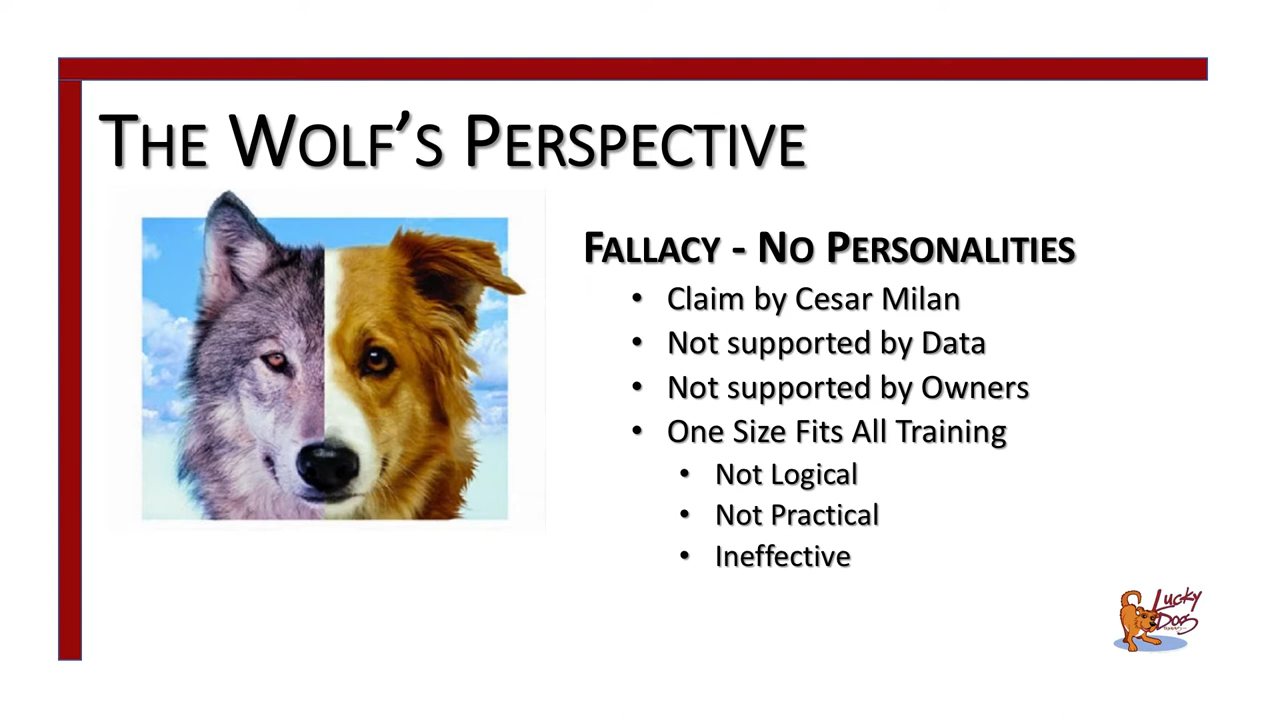 The Wolf's Perspective
Fallacy - No Personalities
• Claim by Cesar Milan
• Not supported by Data
• Not supported by Owners
• One Size Fits All Training
• Not Logical
• Not Practical
• Ineffective
Lucky
Dog